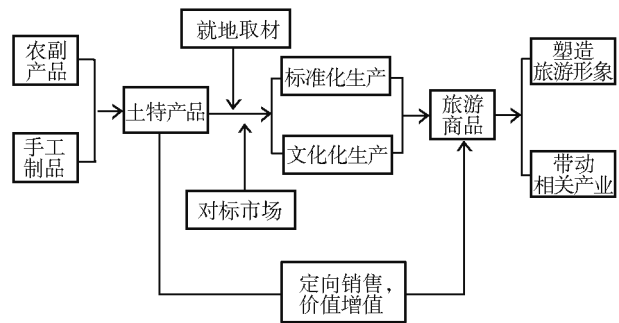 农副
产品
手工
制品
土特产品
就地取材
对标市场
标准化生产
文化化生产
定向销售，
价值增值
旅游
商品
塑造
旅游形象
带动
相关产业